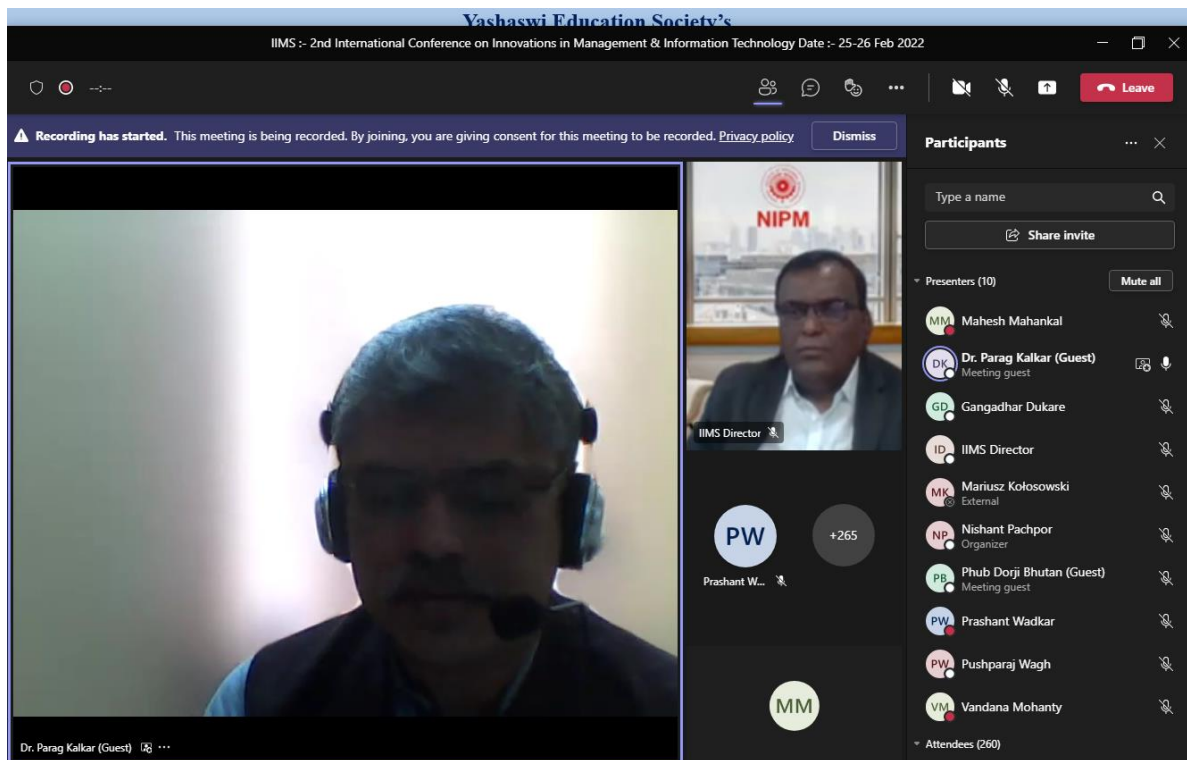 Yashaswi Education Society's
IIMS :- 2nd International Conference on Innovations in Management & Information Technology Date :- 25-26 Feb 2022
--:--
Leave
Recording has started. This meeting is being recorded. By joining, you are giving consent for this meeting to be recorded. Privacy policy
Dismiss
NIPM
IIMS Director
PW
+265
Prashant W...
MM
Dr. Parag Kalkar (Guest)
Participants
Type a name
Share invite
Presenters (10)
Mute all
MM Mahesh Mahankal
DK Dr. Parag Kalkar (Guest)
Meeting guest
GD Gangadhar Dukare
ID IIMS Director
MK Mariusz Kołosowski
External
NP Nishant Pachpor
Organizer
PB Phub Dorji Bhutan (Guest)
Meeting guest
PW Prashant Wadkar
PW Pushparaj Wagh
VM Vandana Mohanty
Attendees (260)